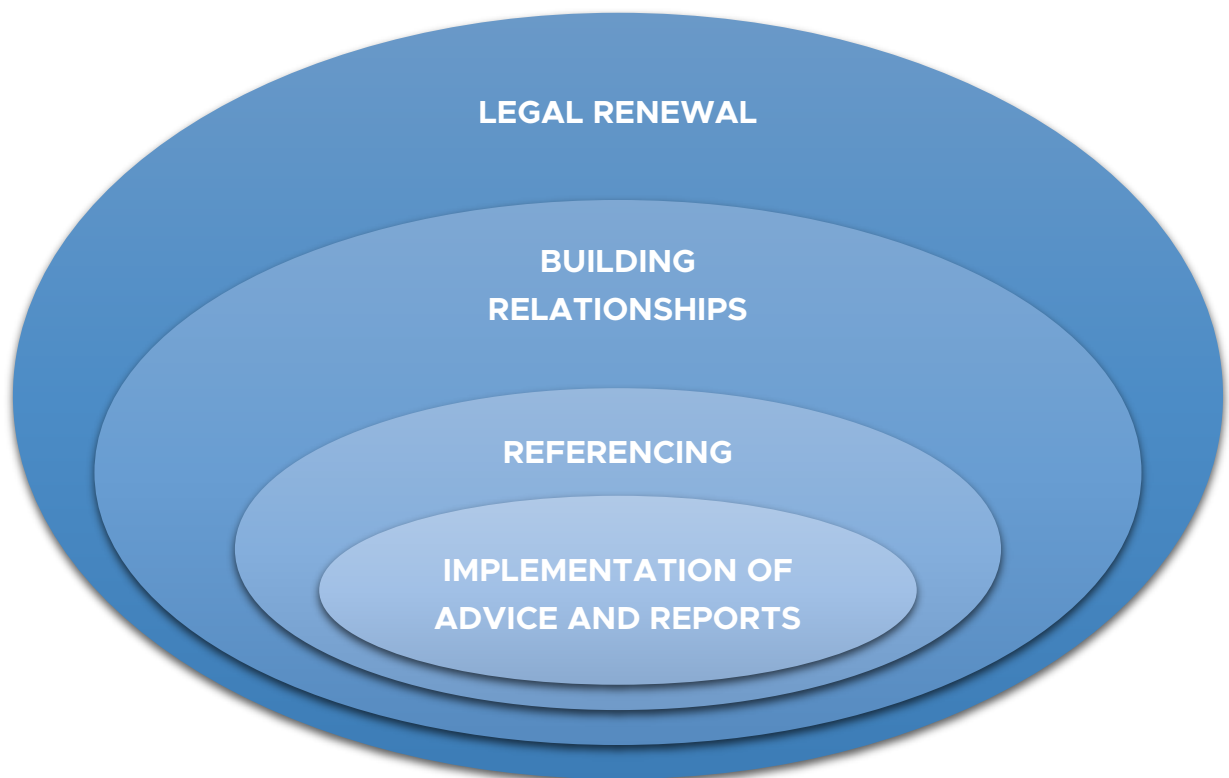 LEGAL RENEWAL
BUILDING
RELATIONSHIPS
REFERENCING
IMPLEMENTATION OF
ADVICE AND REPORTS